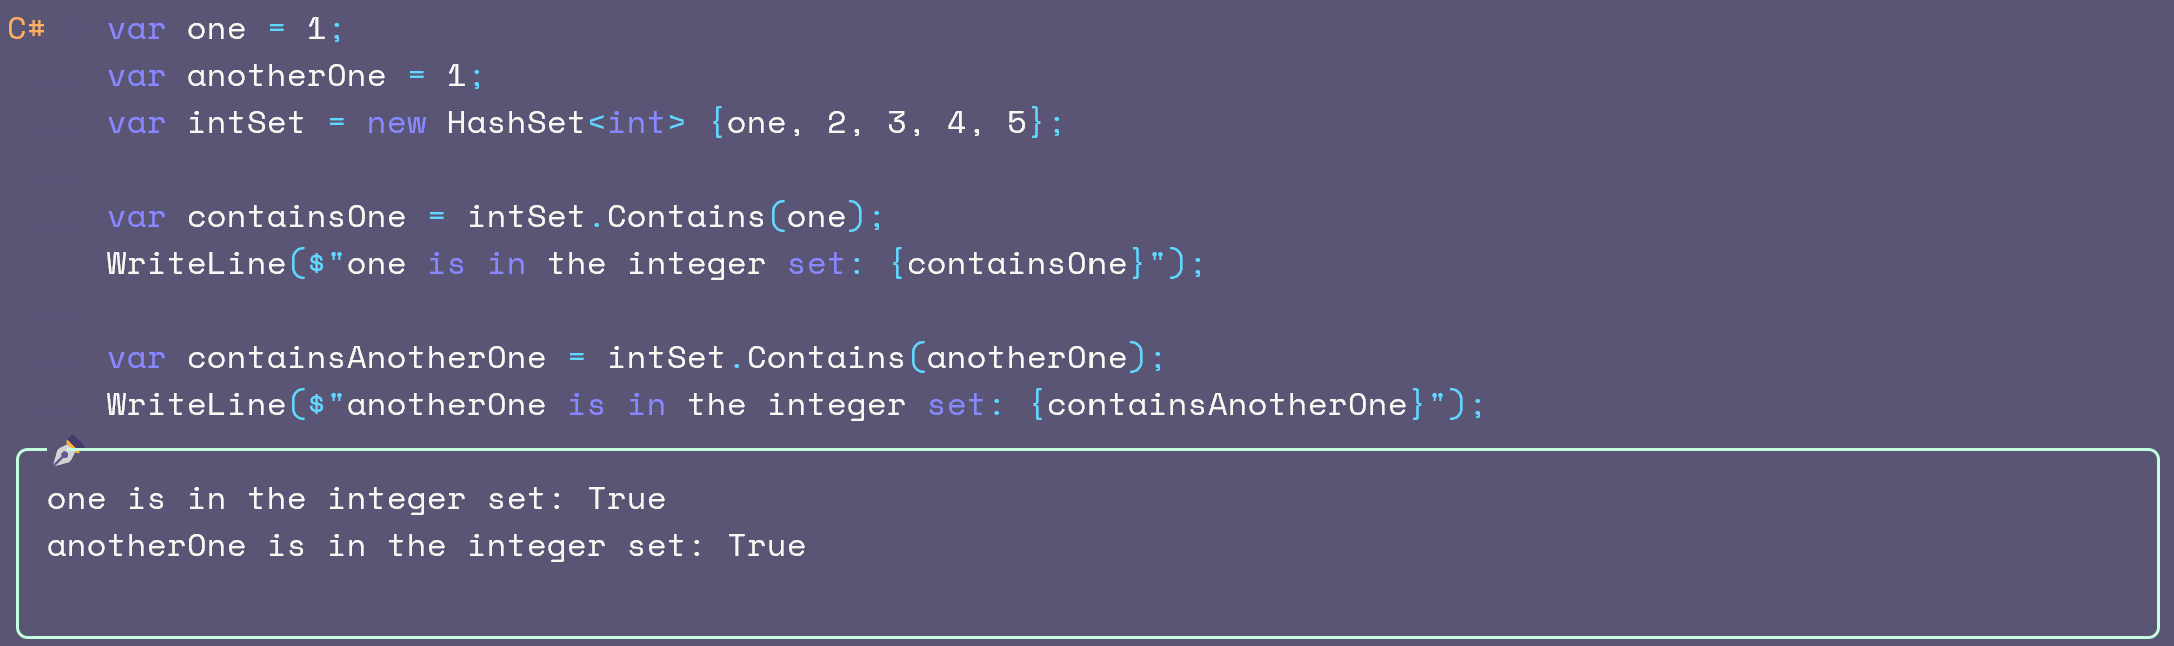 C# var one = 1;
var anotherOne = 1;
var intSet = new HashSet<int> {one, 2, 3, 4, 5};
var containsOne = intSet.Contains(one);
WriteLine($"one is in the integer set: {containsOne}");
var containsAnotherOne = intSet.Contains(anotherOne);
WriteLine($"anotherOne is in the integer set: {containsAnotherOne}");
one is in the integer set: True
anotherOne is in the integer set: True